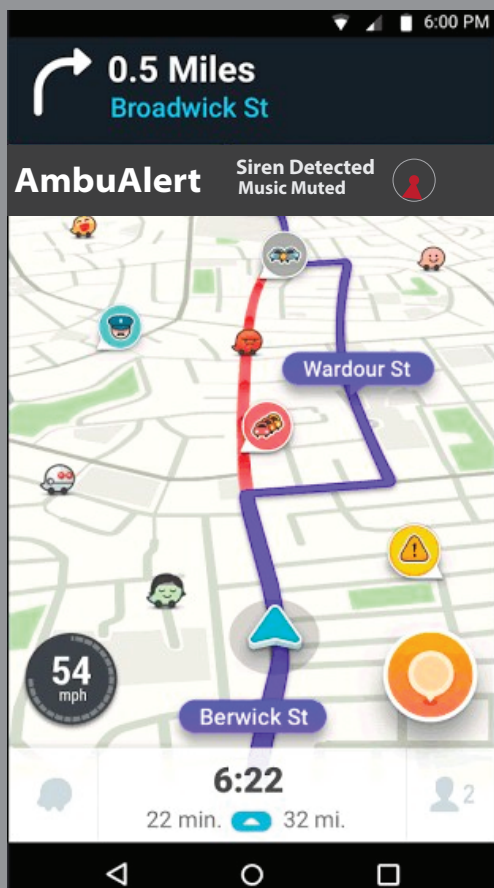 6:00 PM
0.5 Miles
Broadwick St
AmbuAlert
Siren Detected
Music Muted
Wardour St
54
mph
Berwick St
6:22
2
22 min. 32 mi.